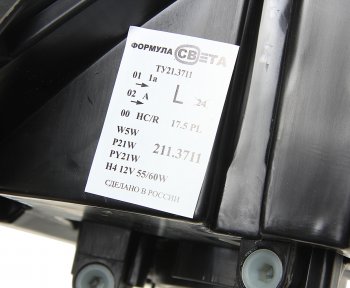 ФОРМУЛА СВЕТА
ТУ21.3711
01 1a
02 A L 24
00 HC/R 17.5 PL
W5W
P21W 211.3711
PY21W
H4 12V 55/60W
СДЕЛАНО В РОССИИ